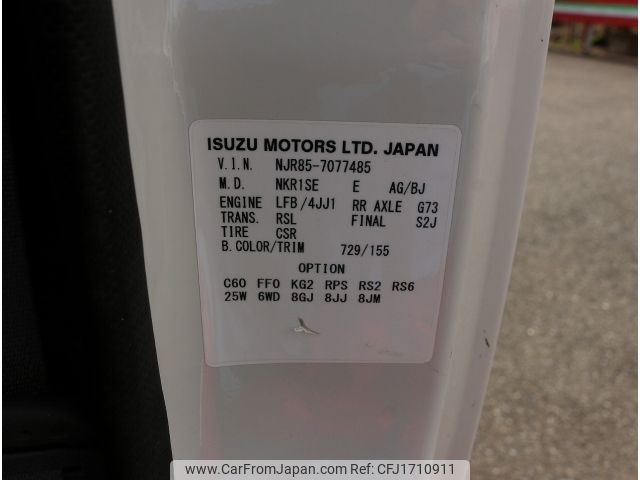 ISUZU MOTORS LTD. JAPAN
V.I.N. NJR85-7077485
M.D. NKR1SE E AG/BJ
ENGINE LFB/4JJ1 RR AXLE G73
TRANS. RSL FINAL S2J
TIRE CSR
B.COLOR/TRIM 729/155
OPTION
C60 FF0 KG2 RPS RS2 RS6
25W 6WD 8GJ 8JJ 8JM
www.CarFromJapan.com - CFJ1710911